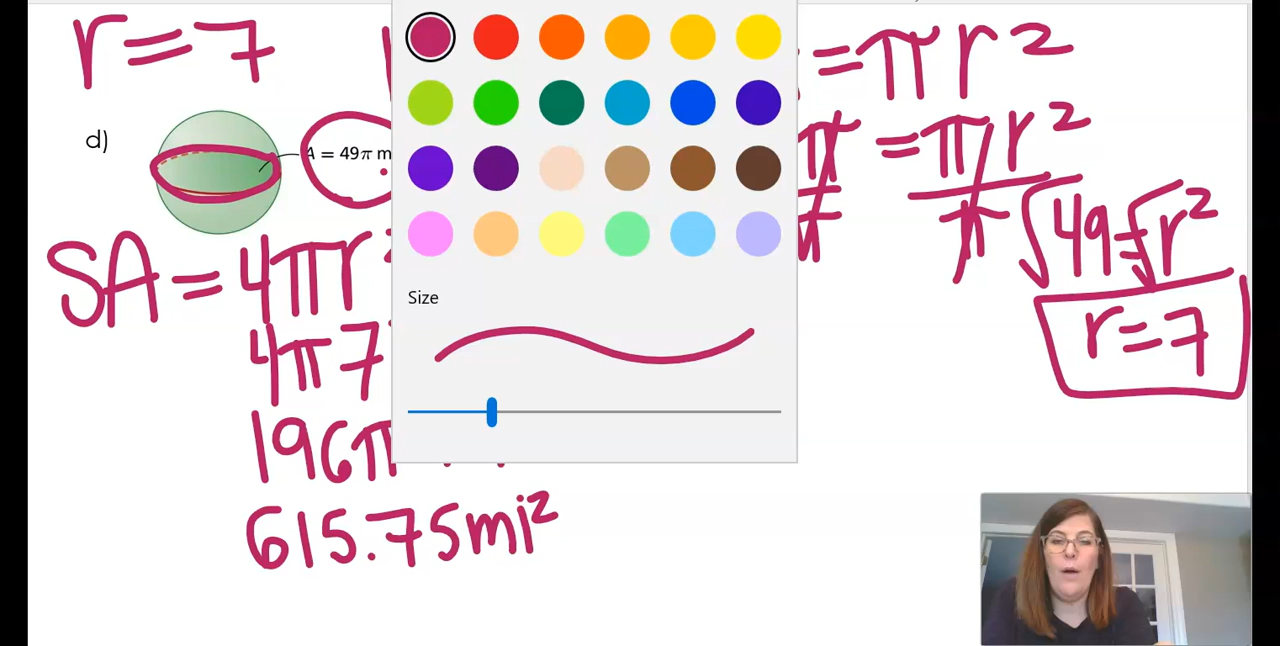 r = 7
= πr²
d)
A = 49π m
π = πr²
π
√49 = √r²
SA = 4πr
r = 7
4π7
196π
615.75mi²
Size